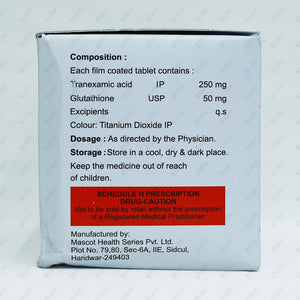 Composition :
Each film coated tablet contains :
Tranexamic acid IP 250 mg
Glutathione USP 50 mg
Excipients q.s
Colour: Titanium Dioxide IP
Dosage : As directed by the Physician.
Storage : Store in a cool, dry & dark place.
Keep the medicine out of reach
of children.
SCHEDULE H PRESCRIPTION
DRUG-CAUTION
Not to be sold by retail without the prescription
of a Registered Medical Practitioner.
Manufactured by:
Mascot Health Series Pvt. Ltd.
Plot No. 79,80, Sec-6A, IIE, Sidcul,
Haridwar-249403